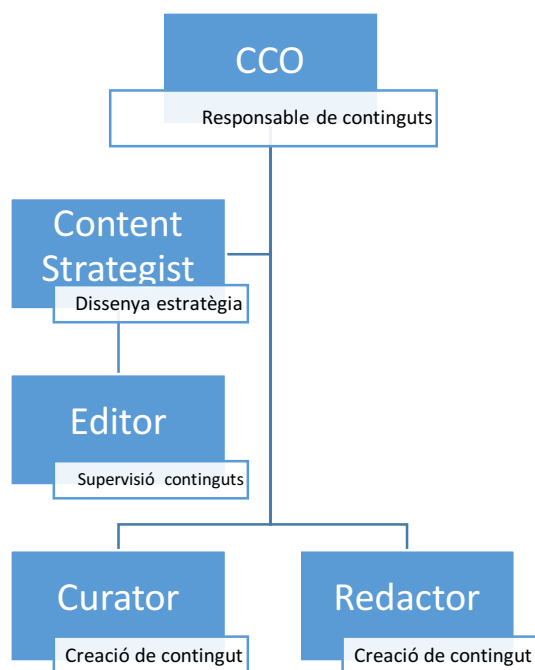 CCO
Responsable de continguts
Content
Strategist
Dissenya estratègia
Editor
Supervisió continguts
Curator
Creació de contingut
Redactor
Creació de contingut